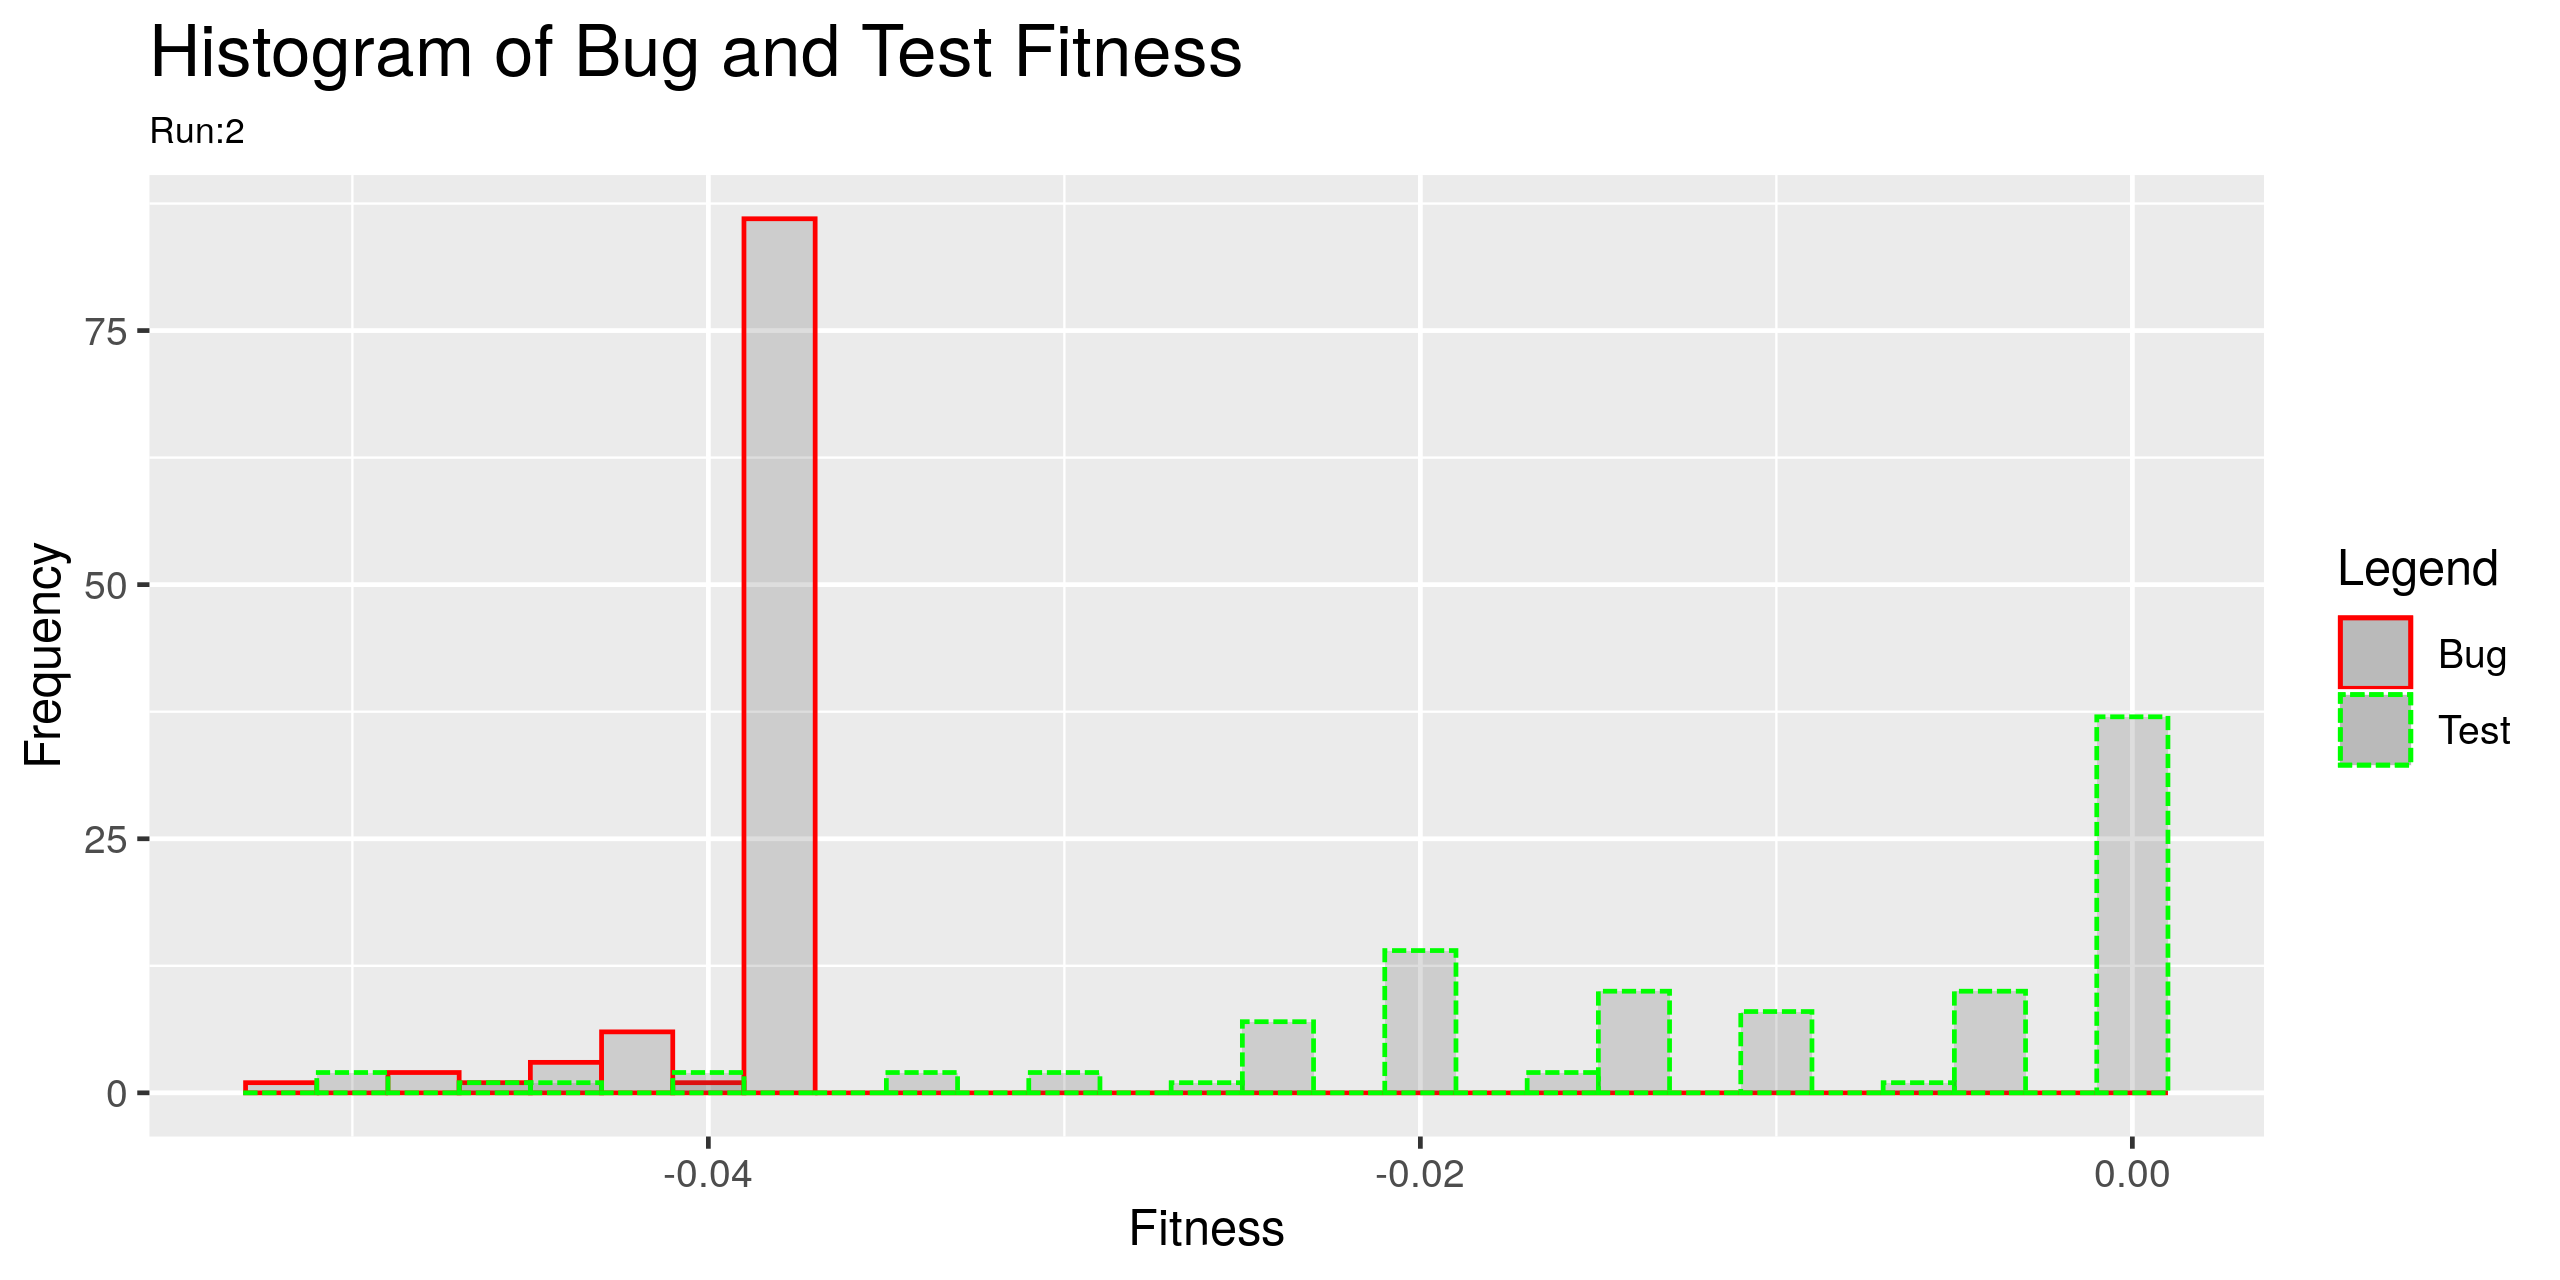 Histogram of Bug and Test Fitness
Run:2
Frequency
75
50
25
0
-0.04
-0.02
0.00
Fitness
Legend
Bug
Test